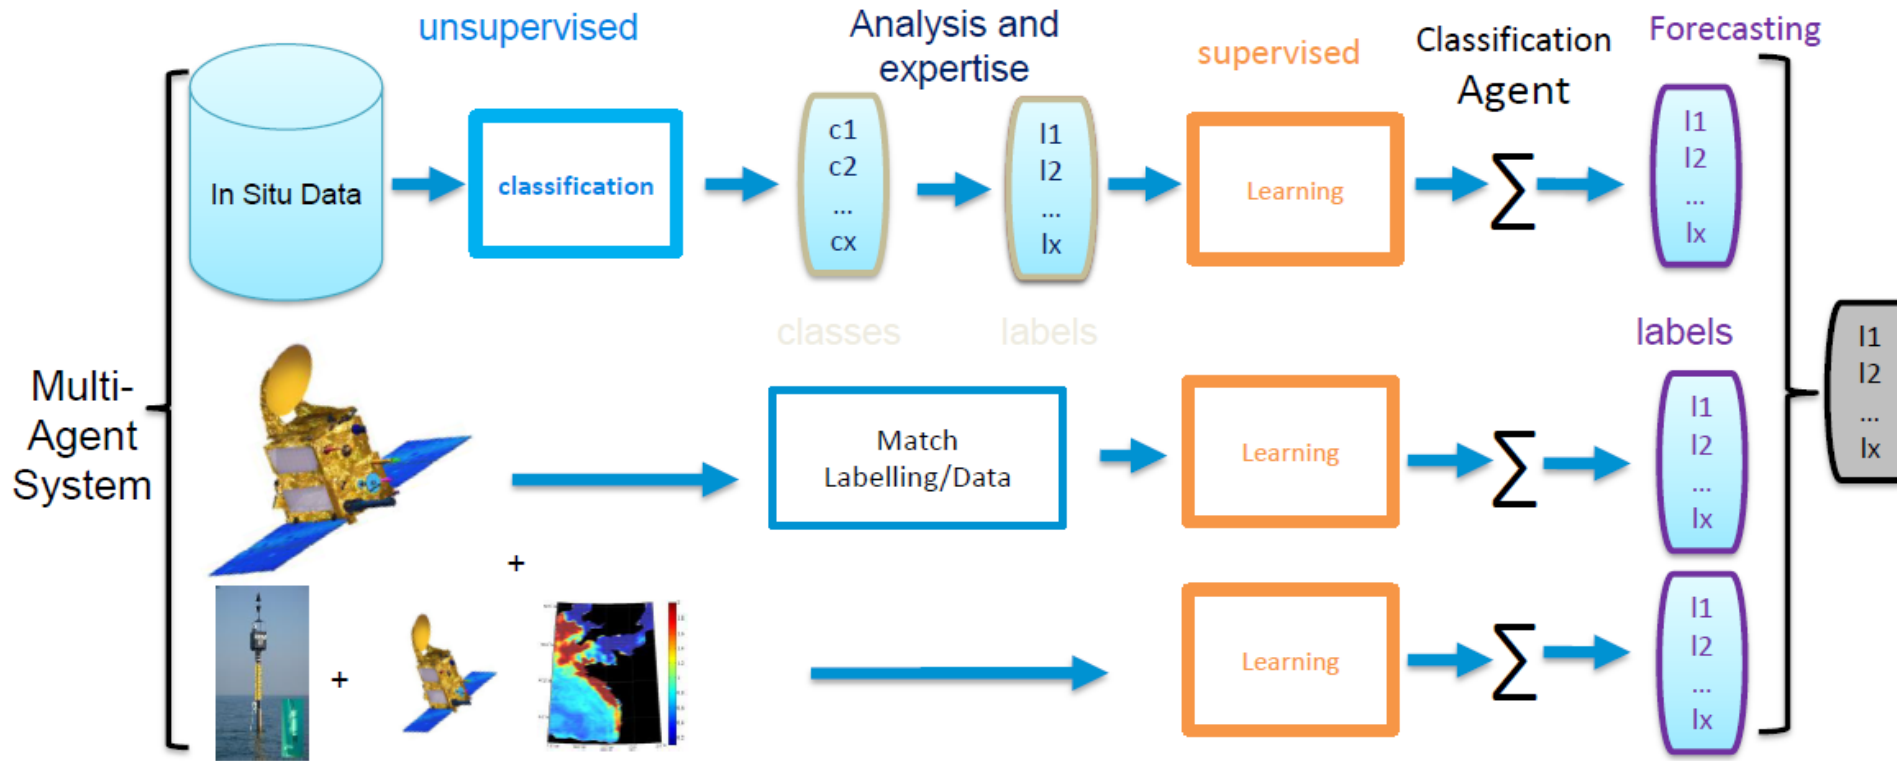 unsupervised
Analysis and
expertise
supervised
Classification
Agent
Forecasting
In Situ Data
classification
c1
c2
...
cx
l1
l2
...
lx
Learning
∑
l1
l2
...
lx
classes
labels
labels
Multi-
Agent
System
Match
Labelling/Data
Learning
∑
l1
l2
...
lx
l1
l2
...
lx
+
+
Learning
∑
l1
l2
...
lx